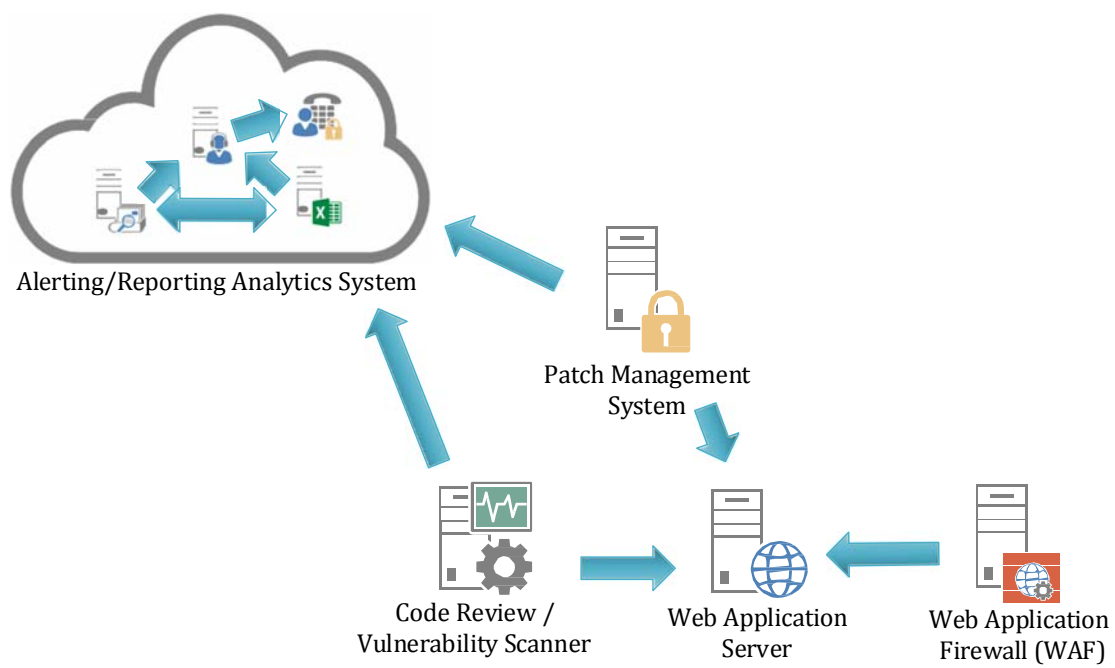 Alerting/Reporting Analytics System
Patch Management
System
Code Review /
Vulnerability Scanner
Web Application
Server
Web Application
Firewall (WAF)